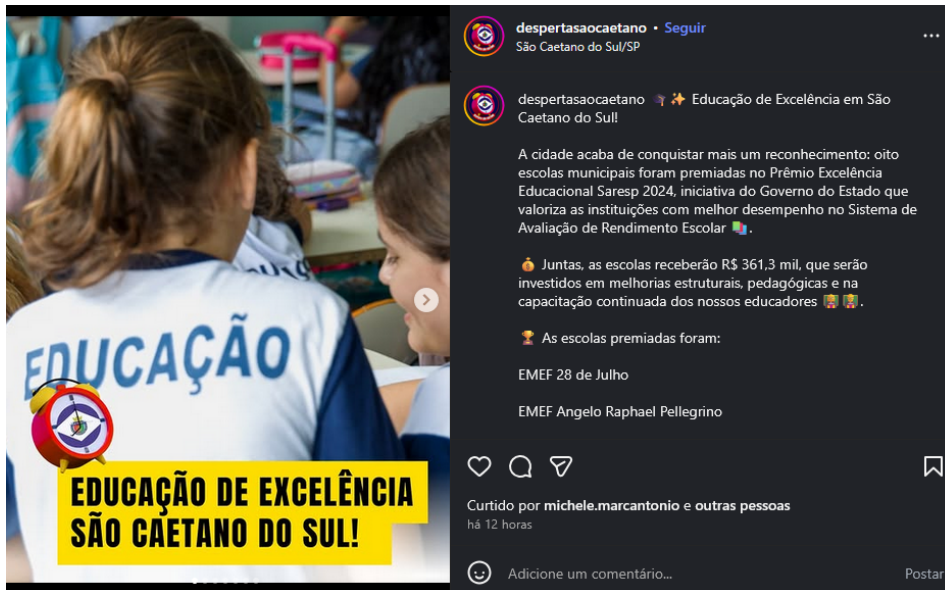 EDUCAÇÃO
EDUCAÇÃO DE EXCELÊNCIA
SÃO CAETANO DO SUL!
despertasaocaetano • Seguir
São Caetano do Sul/SP
despertasaocaetano 🎓✨ Educação de Excelência em São
Caetano do Sul!
A cidade acaba de conquistar mais um reconhecimento: oito
escolas municipais foram premiadas no Prêmio Excelência
Educacional Saresp 2024, iniciativa do Governo do Estado que
valoriza as instituições com melhor desempenho no Sistema de
Avaliação de Rendimento Escolar 📚.
💰 Juntas, as escolas receberão R$ 361,3 mil, que serão
investidos em melhorias estruturais, pedagógicas e na
capacitação continuada dos nossos educadores 👩‍🏫👨‍🏫.
🏆 As escolas premiadas foram:
EMEF 28 de Julho
EMEF Angelo Raphael Pellegrino
Curtido por michele.marcantonio e outras pessoas
há 12 horas
Adicione um comentário...
Postar